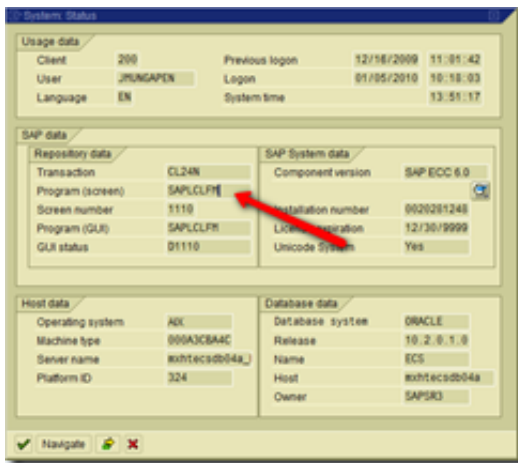 System: Status
Usage data
Client 200 Previous logon 12/16/2009 11:01:42
User JMUNGAPEN Logon 01/05/2010 10:18:03
Language EN System time 13:51:17
SAP data
Repository data
Transaction CL24N
Program (screen) SAPLCLFM
Screen number 1110
Program (GUI) SAPLCLFM
GUI status D1110
SAP System data
Component version SAP ECC 6.0
Installation number 0020281248
License expiration 12/30/9999
Unicode System Yes
Host data
Operating system AIX
Machine type 000A3CBA4C
Server name mxhtecsdb04a_
Platform ID 324
Database data
Database system ORACLE
Release 10.2.0.1.0
Name ECS
Host mxhtecsdb04a
Owner SAPSR3
Navigate